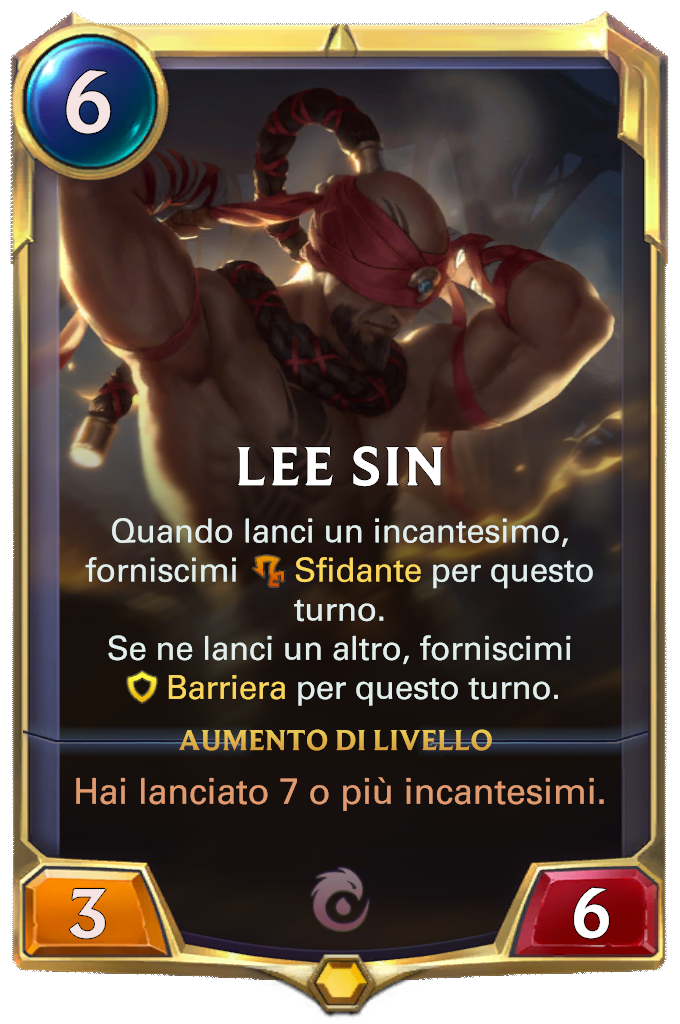 6
LEE SIN
Quando lanci un incantesimo,
forniscimi Sfidante per questo
turno.
Se ne lanci un altro, forniscimi
Barriera per questo turno.
AUMENTO DI LIVELLO
Hai lanciato 7 o più incantesimi.
3
6